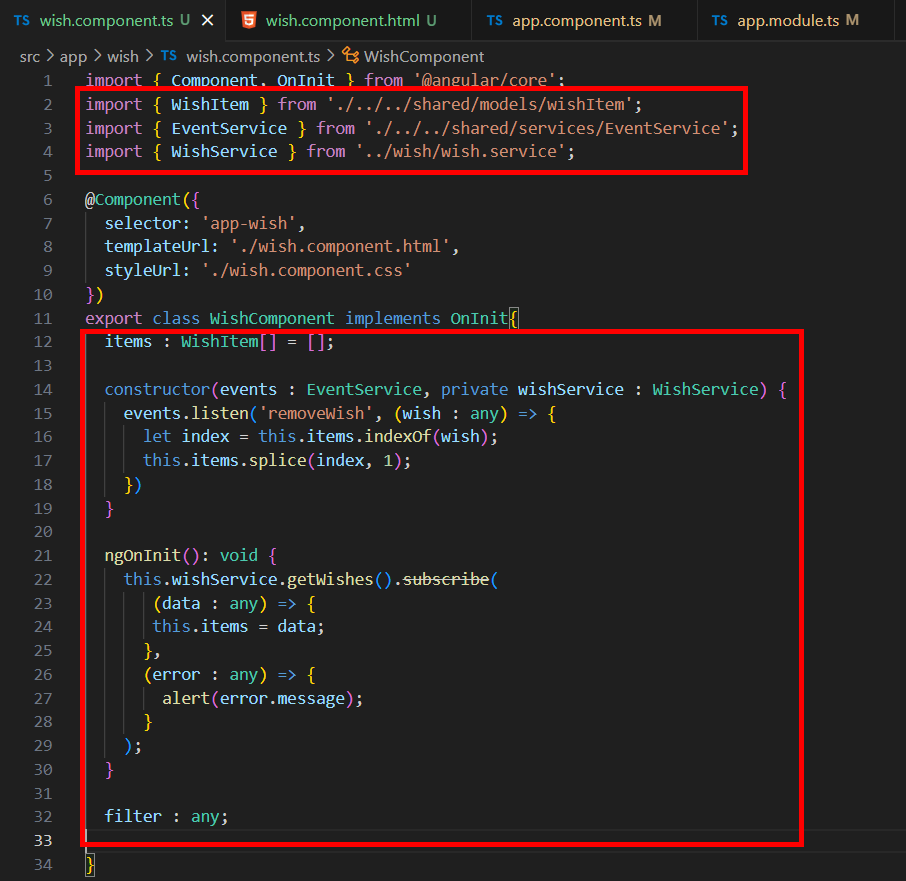 TS wish.component.ts U × wish.component.html U TS app.component.ts M TS app.module.ts M
src > app > wish > TS wish.component.ts > WishComponent
1 import { Component, OnInit } from '@angular/core';
2 import { WishItem } from './../../shared/models/wishItem';
3 import { EventService } from './../../shared/services/EventService';
4 import { WishService } from '../wish/wish.service';
5
6 @Component({
7   selector: 'app-wish',
8   templateUrl: './wish.component.html',
9   styleUrl: './wish.component.css'
10 })
11 export class WishComponent implements OnInit{
12   items : WishItem[] = [];
13
14   constructor(events : EventService, private wishService : WishService) {
15     events.listen('removeWish', (wish : any) => {
16       let index = this.items.indexOf(wish);
17       this.items.splice(index, 1);
18     })
19   }
20
21   ngOnInit(): void {
22     this.wishService.getWishes().subscribe(
23       (data : any) => {
24       this.items = data;
25       },
26       (error : any) => {
27         alert(error.message);
28       }
29     );
30   }
31
32   filter : any;
33
34 }